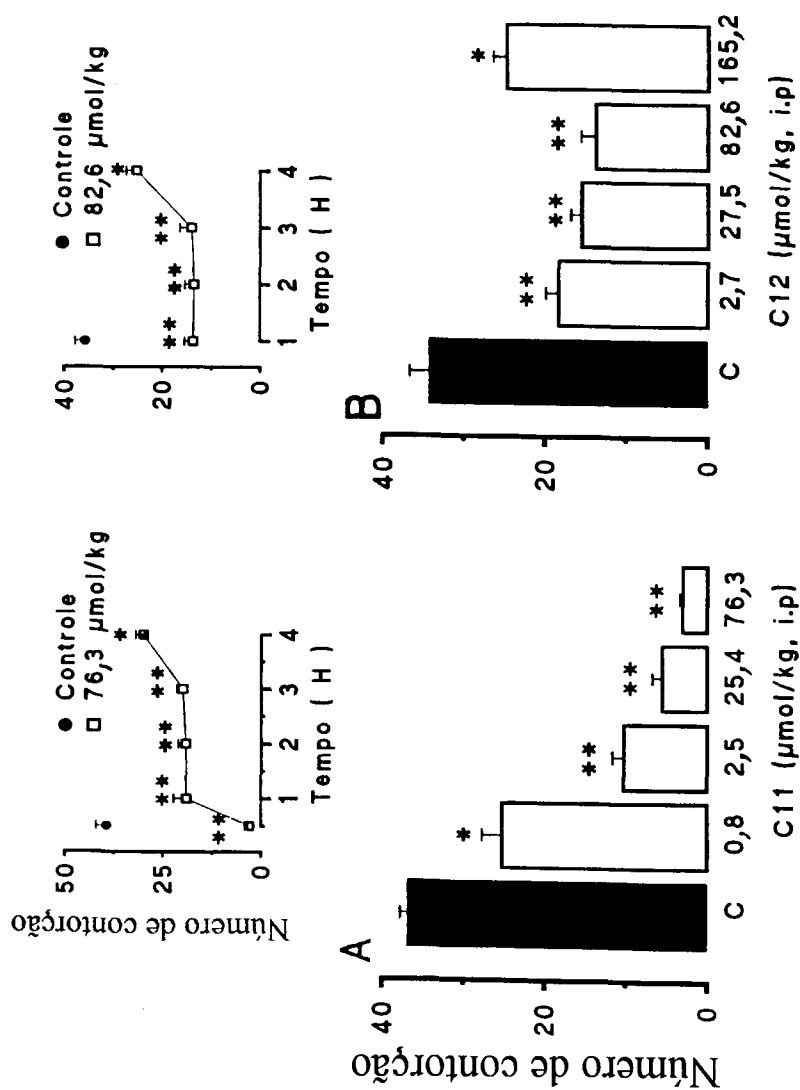 Número de contorção
50
25
0
● Controle
□ 76,3 µmol/kg
**
**
**
**
*
1 2 3 4
Tempo ( H )
40
20
0
● Controle
□ 82,6 µmol/kg
**
**
**
*
1 2 3 4
Tempo ( H )
A
Número de contorção
40
20
0
*
**
**
**
C 0,8 2,5 25,4 76,3
C11 (µmol/kg, i.p)
B
40
20
0
**
**
**
*
C 2,7 27,5 82,6 165,2
C12 (µmol/kg, i.p)